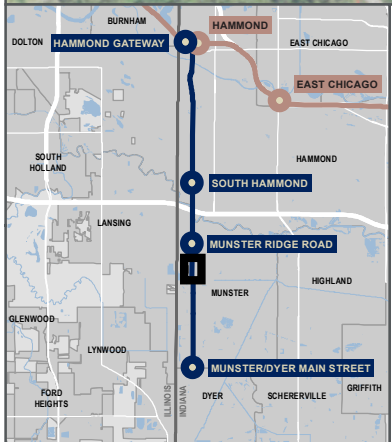 BURNHAM
HAMMOND
DOLTON
HAMMOND GATEWAY
EAST CHICAGO
EAST CHICAGO
SOUTH
HOLLAND
HAMMOND
SOUTH HAMMOND
LANSING
MUNSTER RIDGE ROAD
HIGHLAND
MUNSTER
GLENWOOD
LYNWOOD
MUNSTER/DYER MAIN STREET
FORD
HEIGHTS
ILLINOIS
INDIANA
DYER
SCHERERVILLE
GRIFFITH